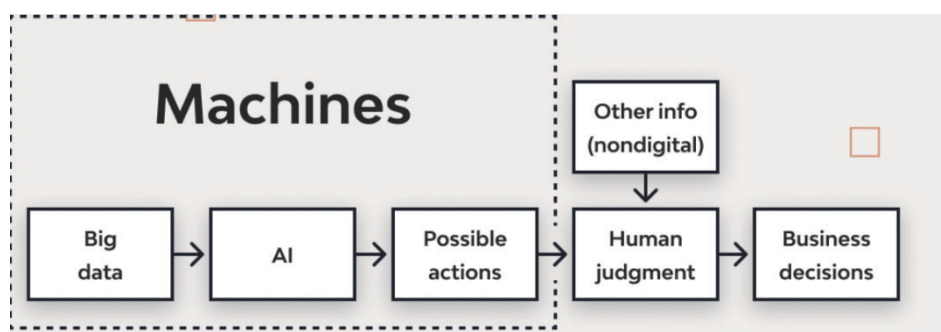 Machines
Other info
(nondigital)
Big
data
AI
Possible
actions
Human
judgment
Business
decisions